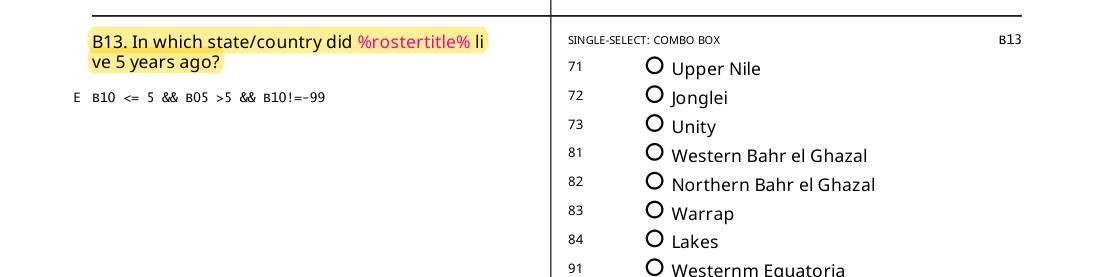 B13. In which state/country did %rostertitle% li
ve 5 years ago?
E B10 <= 5 && B05 >5 && B10!=-99
SINGLE-SELECT: COMBO BOX B13
71 Upper Nile
72 Jonglei
73 Unity
81 Western Bahr el Ghazal
82 Northern Bahr el Ghazal
83 Warrap
84 Lakes
91 Westernm Equatoria